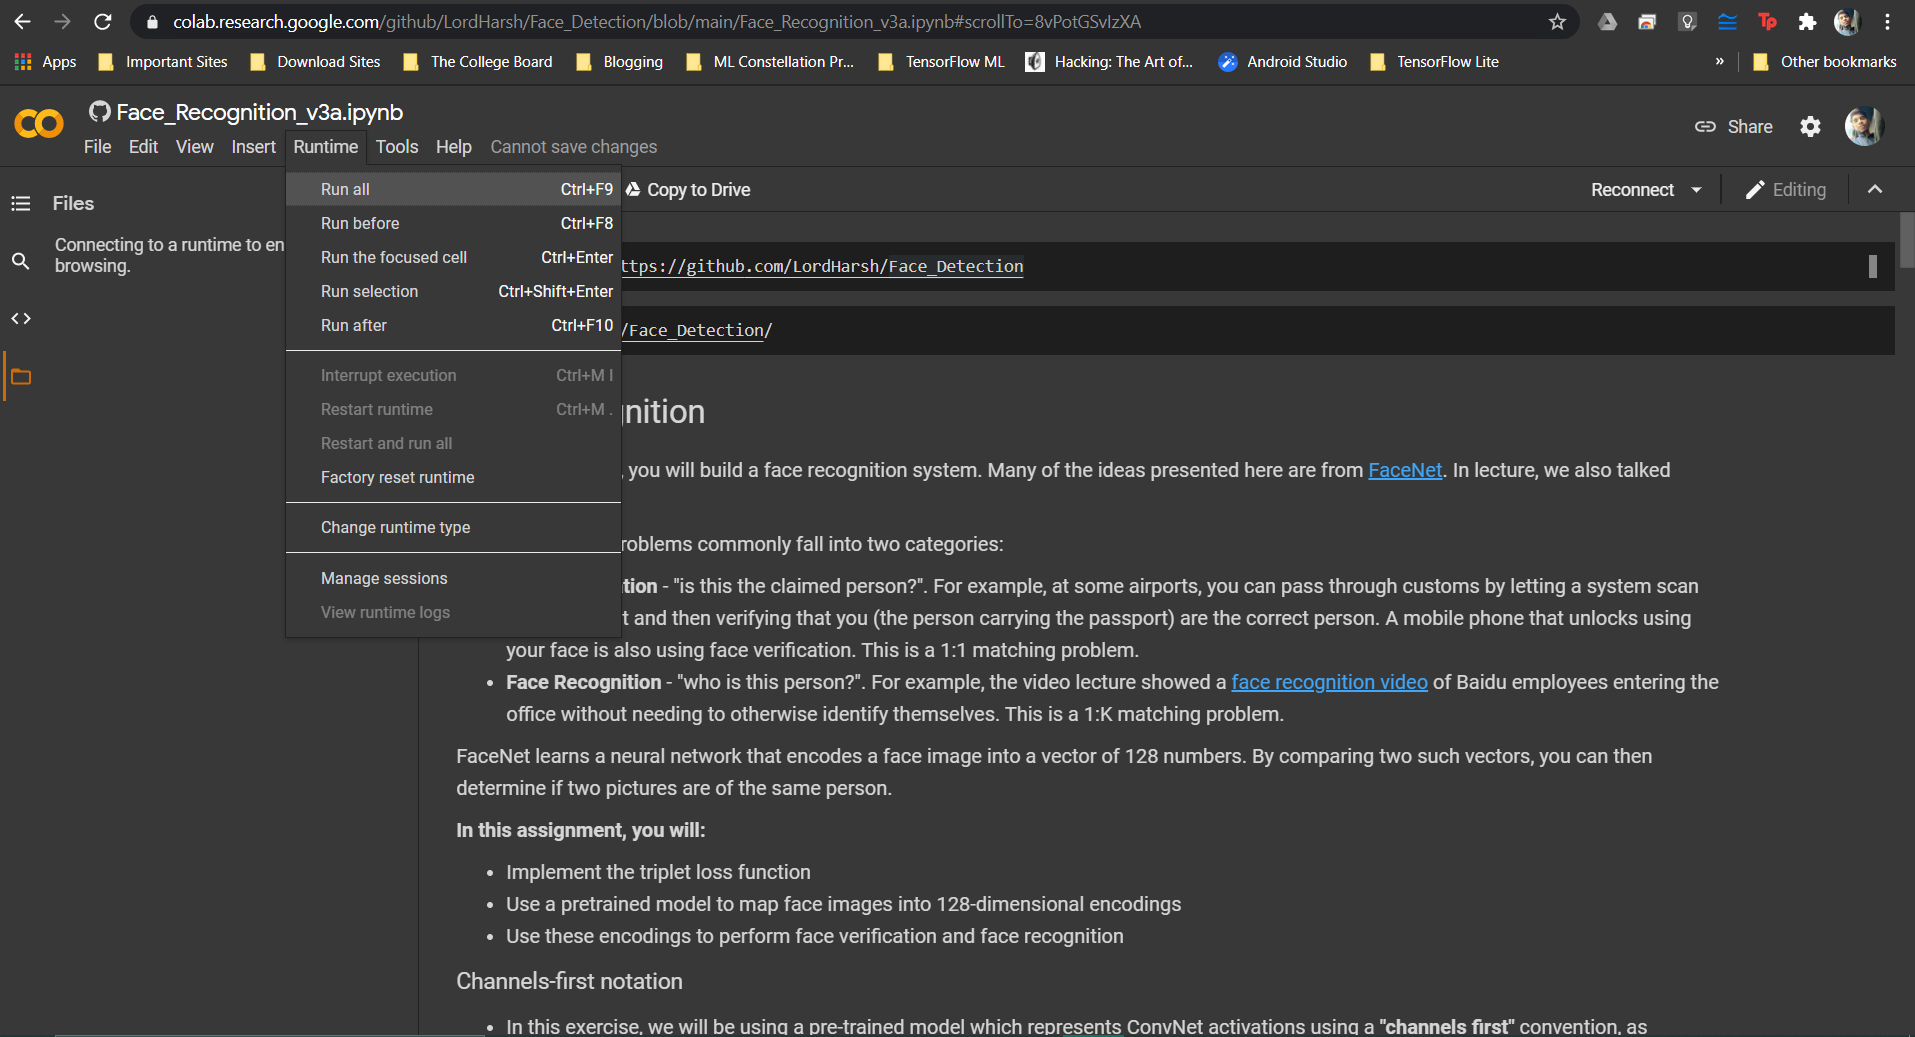 colab.research.google.com/github/LordHarsh/Face_Detection/blob/main/Face_Recognition_v3a.ipynb#scrollTo=8vPotGSvIzXA
Apps Important Sites Download Sites The College Board Blogging ML Constellation Pr... TensorFlow ML Hacking: The Art of... Android Studio TensorFlow Lite » Other bookmarks
Face_Recognition_v3a.ipynb
File Edit View Insert Runtime Tools Help Cannot save changes
Share
Files
Connecting to a runtime to en
browsing.
Run all Ctrl+F9
Run before Ctrl+F8
Run the focused cell Ctrl+Enter
Run selection Ctrl+Shift+Enter
Run after Ctrl+F10
Interrupt execution Ctrl+M I
Restart runtime Ctrl+M .
Restart and run all
Factory reset runtime
Change runtime type
Manage sessions
View runtime logs
Copy to Drive
Reconnect Editing
ttps://github.com/LordHarsh/Face_Detection
/Face_Detection/
gnition
, you will build a face recognition system. Many of the ideas presented here are from FaceNet. In lecture, we also talked
roblems commonly fall into two categories:
tion - "is this the claimed person?". For example, at some airports, you can pass through customs by letting a system scan
t and then verifying that you (the person carrying the passport) are the correct person. A mobile phone that unlocks using
your face is also using face verification. This is a 1:1 matching problem.
• Face Recognition - "who is this person?". For example, the video lecture showed a face recognition video of Baidu employees entering the
office without needing to otherwise identify themselves. This is a 1:K matching problem.
FaceNet learns a neural network that encodes a face image into a vector of 128 numbers. By comparing two such vectors, you can then
determine if two pictures are of the same person.
In this assignment, you will:
• Implement the triplet loss function
• Use a pretrained model to map face images into 128-dimensional encodings
• Use these encodings to perform face verification and face recognition
Channels-first notation
• In this exercise, we will be using a pre-trained model which represents ConvNet activations using a "channels first" convention, as